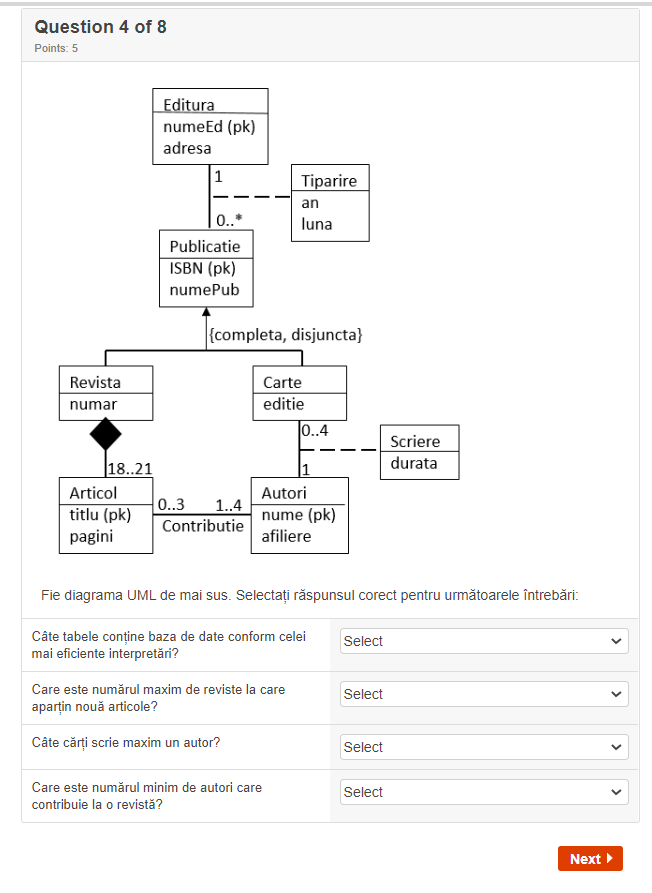 Question 4 of 8
Points: 5
Editura
numeEd (pk)
adresa
1
Tiparire
an
luna
0..*
Publicatie
ISBN (pk)
numePub
{completa, disjuncta}
Revista
numar
Carte
editie
0..4
Scriere
durata
18..21
1
Articol
titlu (pk)
pagini
0..3
1..4
Contributie
Autori
nume (pk)
afiliere
Fie diagrama UML de mai sus. Selectați răspunsul corect pentru următoarele întrebări:
Câte tabele conține baza de date conform celei
mai eficiente interpretări?
Select
Care este numărul maxim de reviste la care
aparțin nouă articole?
Select
Câte cărți scrie maxim un autor?
Select
Care este numărul minim de autori care
contribuie la o revistă?
Select
Next